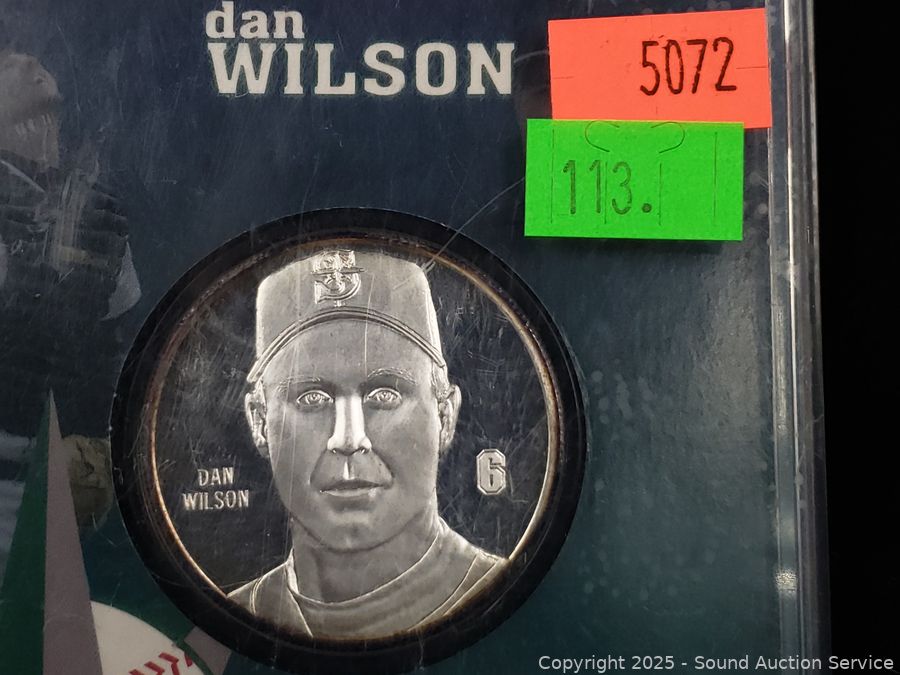 dan
WILSON
5072
113.
S
DAN
WILSON
6
Copyright 2025 - Sound Auction Service